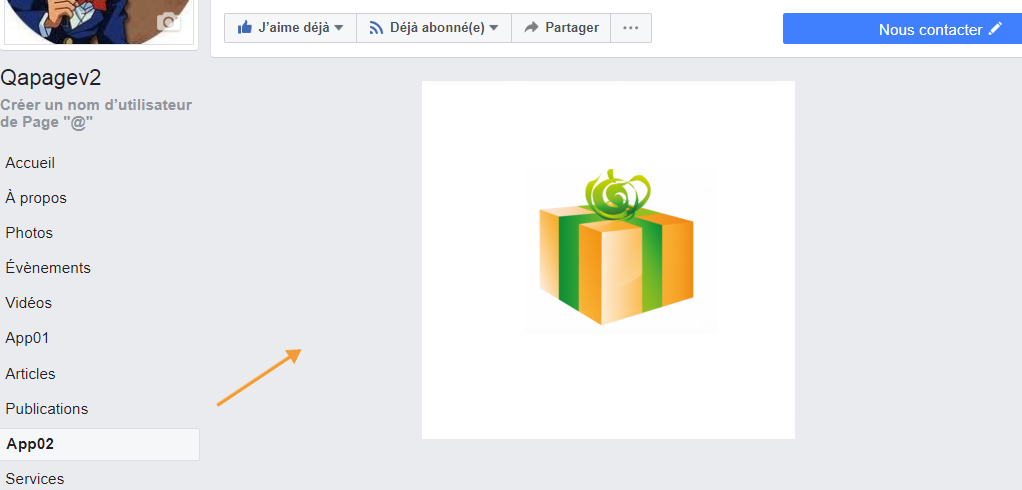 J'aime déjà
Déjà abonné(e)
Partager
...
Nous contacter
Qapagev2
Créer un nom d'utilisateur
de Page "@"
Accueil
À propos
Photos
Évènements
Vidéos
App01
Articles
Publications
App02
Services